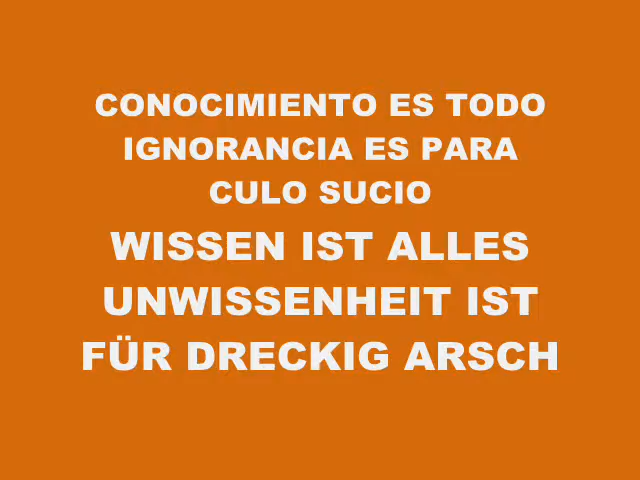 CONOCIMIENTO ES TODO
IGNORANCIA ES PARA
CULO SUCIO
WISSEN IST ALLES
UNWISSENHEIT IST
FÜR DRECKIG ARSCH